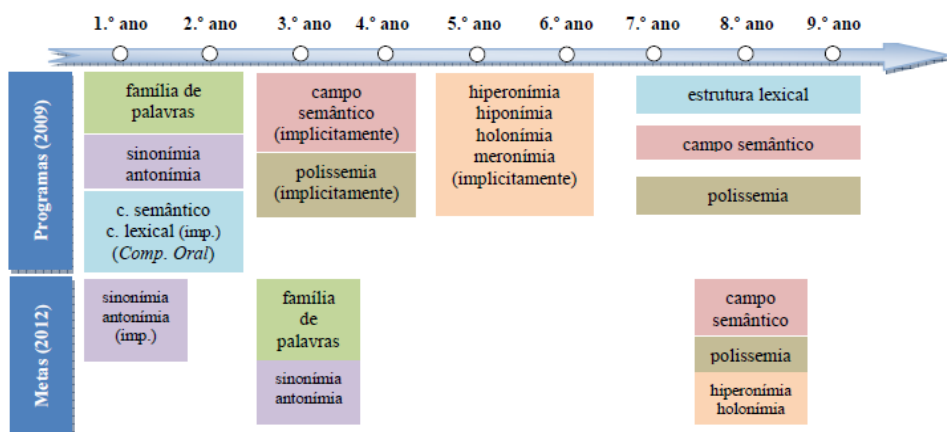 1.º ano 2.º ano 3.º ano 4.º ano 5.º ano 6.º ano 7.º ano 8.º ano 9.º ano
Programas (2009)
família de
palavras
sinonímia
antonímia
c. semântico
c. lexical (imp.)
(Comp. Oral)
campo
semântico
(implicitamente)
polissemia
(implicitamente)
hiperonímia
hiponímia
holonímia
meronímia
(implicitamente)
estrutura lexical
campo semântico
polissemia
Metas (2012)
sinonímia
antonímia
(imp.)
família
de
palavras
sinonímia
antonímia
campo
semântico
polissemia
hiperonímia
holonímia